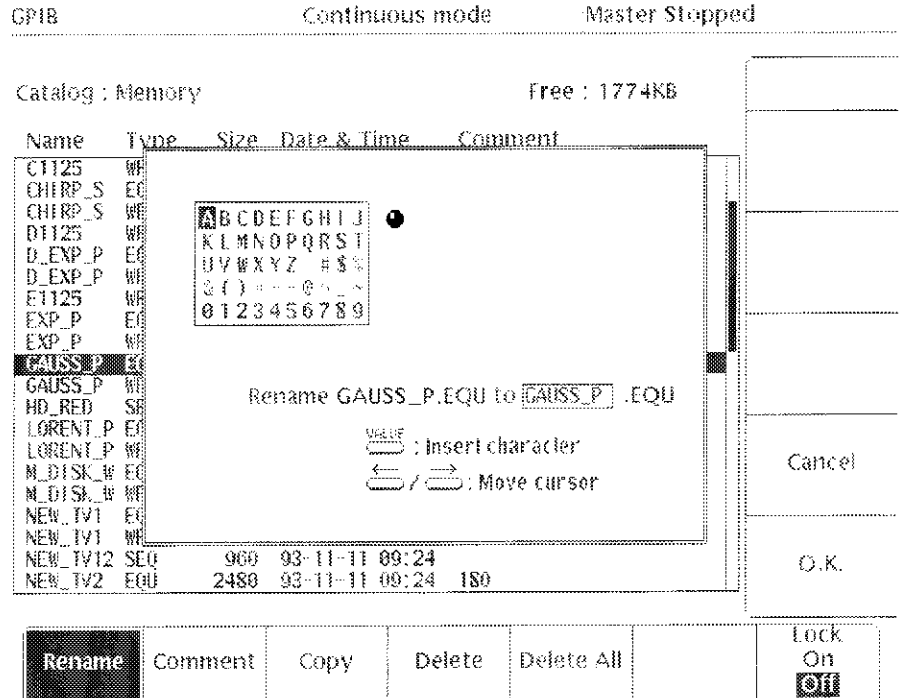 GPIB Continuous mode Master Stopped
Catalog : Memory Free : 1774KB
Name Type Size Date & Time Comment
C1125
CHIRP_S
CHIRP_S
D1125
D_EXP_P
D_EXP_P
E1125
EXP_P
EXP_P
GAUSS_P
GAUSS_P
HD_RED
LORENT_P
LORENT_P
M_DISK_W
M_DISK_W
NEW_TV1
NEW_TV1
NEW_TV12 SEQ 960 93-11-11 09:24
NEW_TV2 EQU 2480 93-11-11 09:24 180
A B C D E F G H I J
K L M N O P Q R S T
U V W X Y Z # $ %
& ( )
0 1 2 3 4 5 6 7 8 9
Rename GAUSS_P.EQU to GAUSS_P .EQU
VALUE : Insert character
← / → : Move cursor
Cancel
O.K.
Rename Comment Copy Delete Delete All
Lock
On
Off